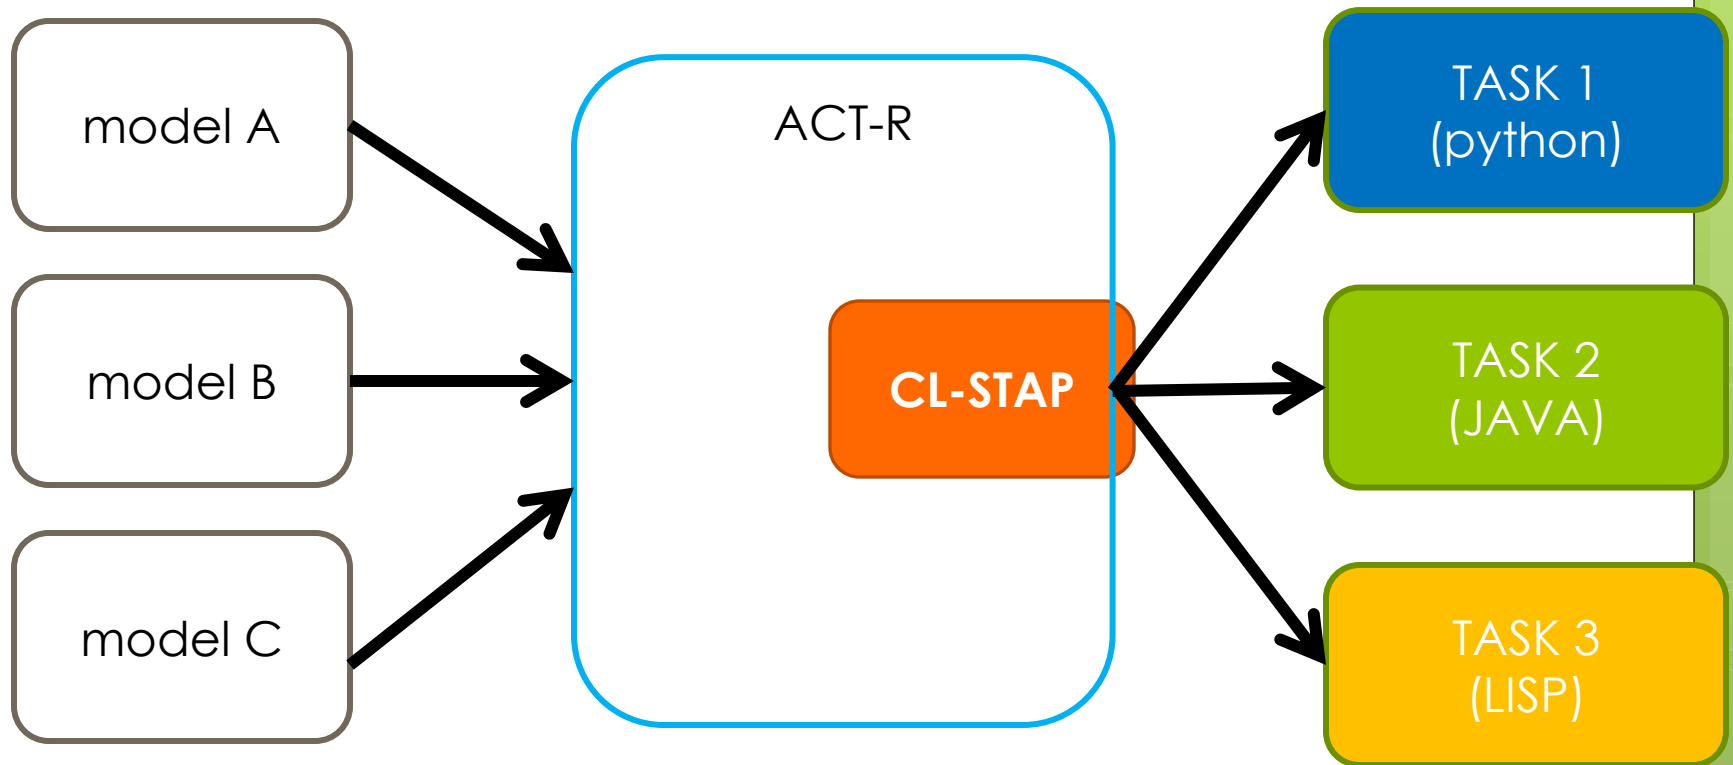 model A
model B
model C
ACT-R
CL-STAP
TASK 1
(python)
TASK 2
(JAVA)
TASK 3
(LISP)